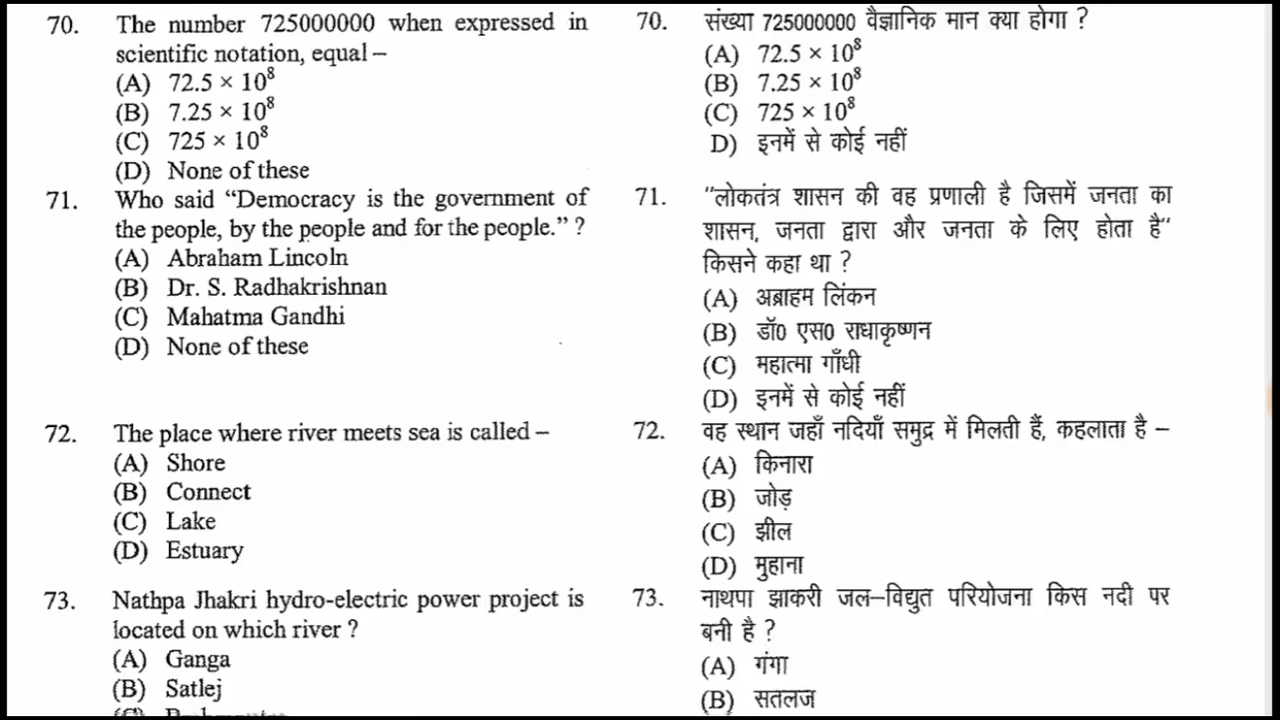 70. The number 725000000 when expressed in
scientific notation, equal –
(A) 72.5 × 10⁸
(B) 7.25 × 10⁸
(C) 725 × 10⁸
(D) None of these
71. Who said “Democracy is the government of
the people, by the people and for the people.” ?
(A) Abraham Lincoln
(B) Dr. S. Radhakrishnan
(C) Mahatma Gandhi
(D) None of these
72. The place where river meets sea is called –
(A) Shore
(B) Connect
(C) Lake
(D) Estuary
73. Nathpa Jhakri hydro-electric power project is
located on which river ?
(A) Ganga
(B) Satlej
70. संख्या 725000000 वैज्ञानिक मान क्या होगा ?
(A) 72.5 × 10⁸
(B) 7.25 × 10⁸
(C) 725 × 10⁸
D) इनमें से कोई नहीं
71. "लोकतंत्र शासन की वह प्रणाली है जिसमें जनता का
शासन, जनता द्वारा और जनता के लिए होता है"
किसने कहा था ?
(A) अब्राहम लिंकन
(B) डॉ0 एस0 राधाकृष्णन
(C) महात्मा गाँधी
(D) इनमें से कोई नहीं
72. वह स्थान जहाँ नदियाँ समुद्र में मिलती हैं, कहलाता है –
(A) किनारा
(B) जोड़
(C) झील
(D) मुहाना
73. नाथपा झाकरी जल–विद्युत परियोजना किस नदी पर
बनी है ?
(A) गंगा
(B) सतलज